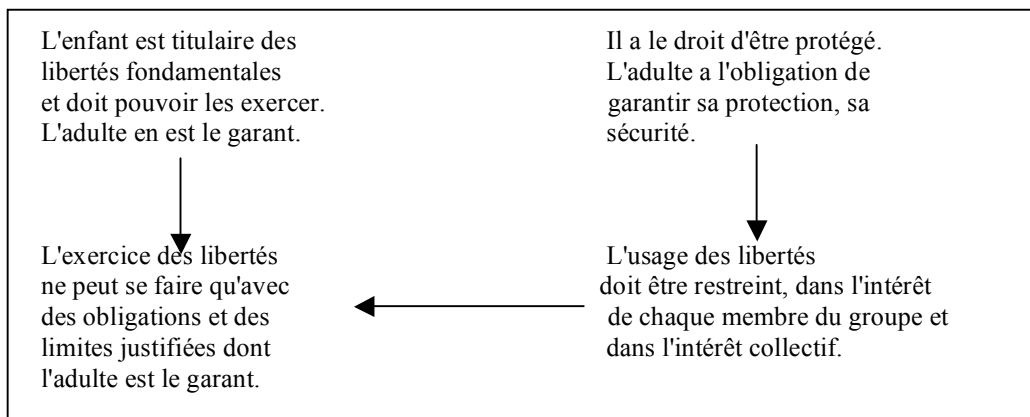 L'enfant est titulaire des
libertés fondamentales
et doit pouvoir les exercer.
L'adulte en est le garant.
Il a le droit d'être protégé.
L'adulte a l'obligation de
garantir sa protection, sa
sécurité.
L'exercice des libertés
ne peut se faire qu'avec
des obligations et des
limites justifiées dont
l'adulte est le garant.
L'usage des libertés
doit être restreint, dans l'intérêt
de chaque membre du groupe et
dans l'intérêt collectif.